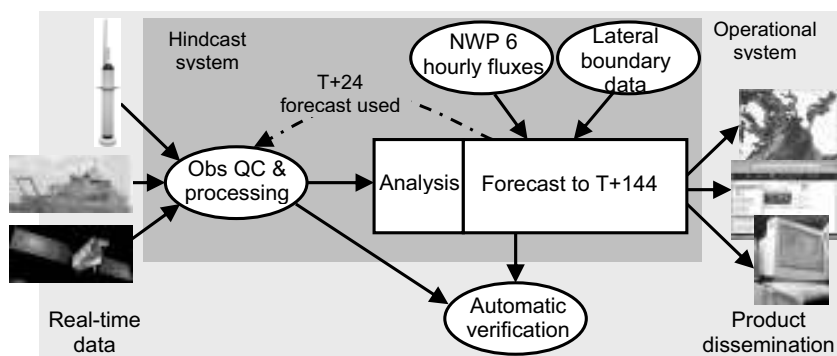 Hindcast
system
NWP 6
hourly fluxes
Lateral
boundary
data
Operational
system
T+24
forecast used
Obs QC &
processing
Analysis
Forecast to T+144
Automatic
verification
Real-time
data
Product
dissemination